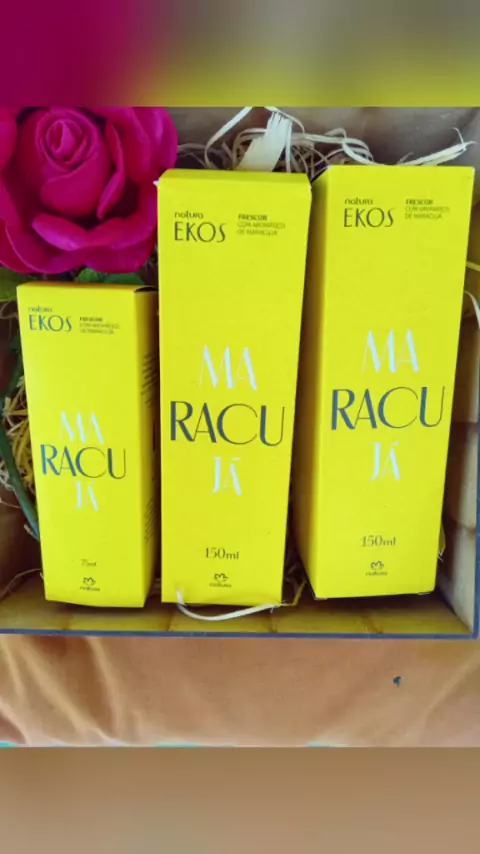 natura
EKOS
FRESCOR
COM AROMÁTICO
DE MARACUJÁ
MA
RACU
JÁ
75ml
natura
natura
EKOS
FRESCOR
COM AROMÁTICO
DE MARACUJÁ
MA
RACU
JÁ
150ml
natura
natura
EKOS
FRESCOR
COM AROMÁTICO
DE MARACUJÁ
MA
RACU
JÁ
150ml
natura